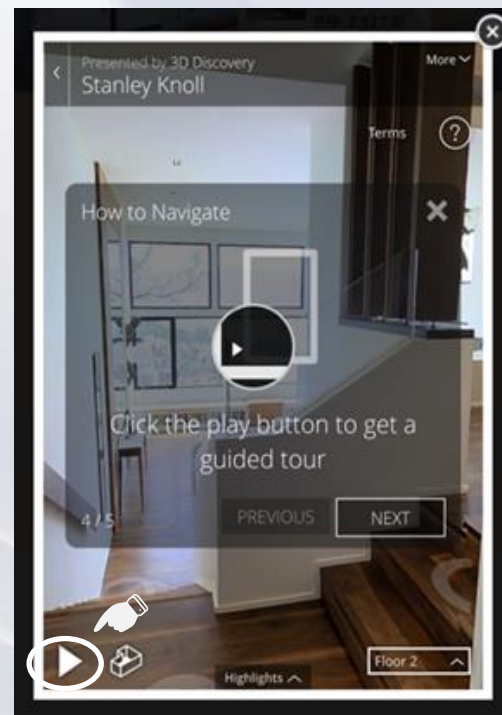 Presented by 3D Discovery
Stanley Knoll
More
Terms
?
How to Navigate
Click the play button to get a
guided tour
4 / 5
PREVIOUS
NEXT
Floor 2
Highlights